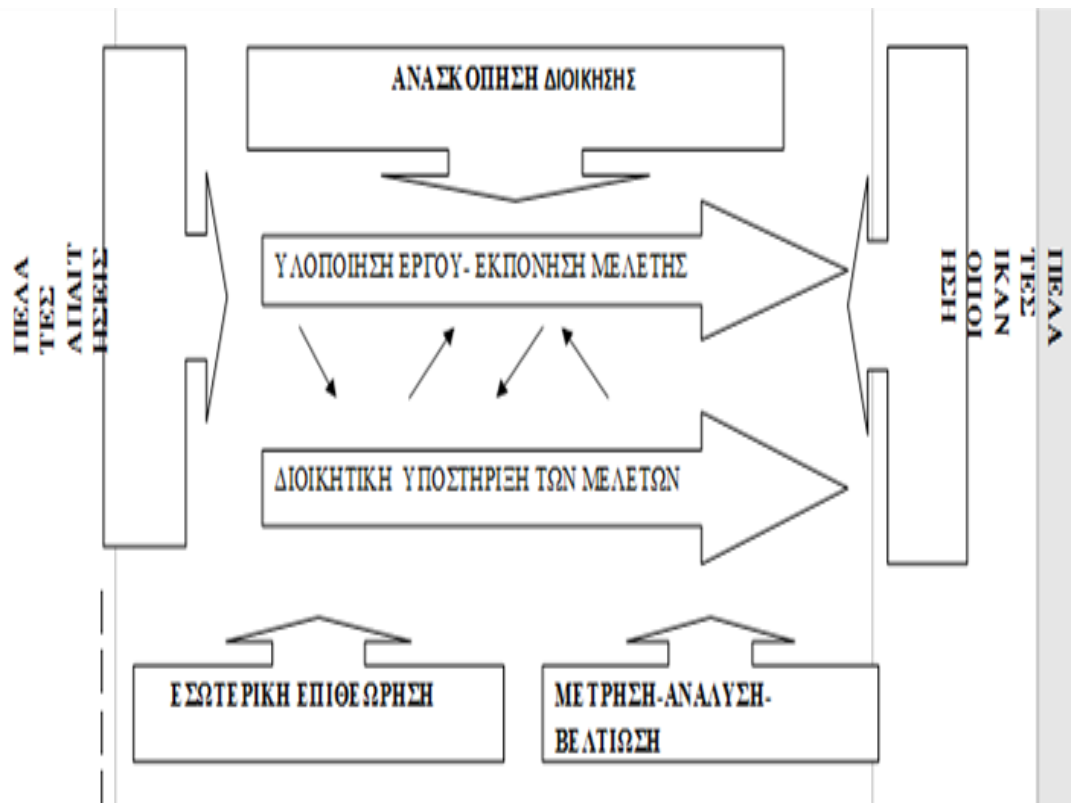 ΑΝΑΣΚΟΠΗΣΗ ΔΙΟΙΚΗΣΗΣ
ΠΕΛΑ
ΤΕΣ
ΑΠΑΙΤ
ΗΣΕΙΣ
ΥΛΟΠΟΙΗΣΗ ΕΡΓΟΥ- ΕΚΠΟΝΗΣΗ ΜΕΛΕΤΗΣ
ΔΙΟΙΚΗΤΙΚΗ ΥΠΟΣΤΗΡΙΞΗ ΤΩΝ ΜΕΛΕΤΩΝ
ΠΕΛΑ
ΤΕΣ
ΙΚΑΝ
ΟΠΟΙ
ΗΣΗ
ΕΣΩΤΕΡΙΚΗ ΕΠΙΘΕΩΡΗΣΗ
ΜΕΤΡΗΣΗ-ΑΝΑΛΥΣΗ-
ΒΕΛΤΙΩΣΗ